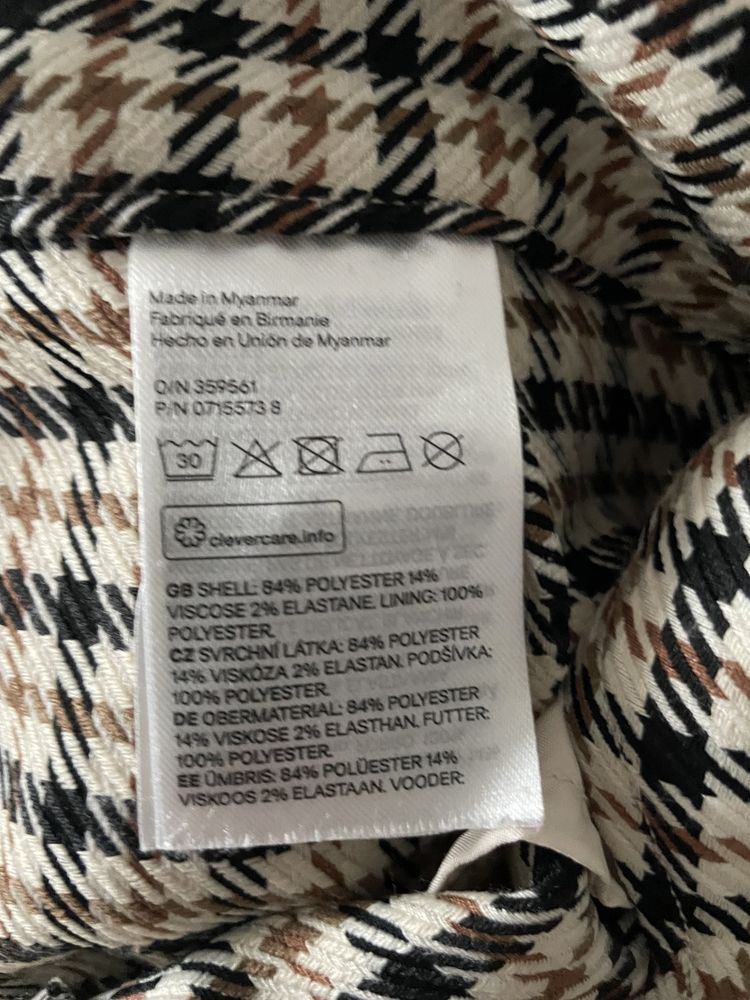 Made in Myanmar
Fabriqué en Birmanie
Hecho en Unión de Myanmar
O/N 359561
P/N 0715573 8
30
clevercare.info
GB SHELL: 84% POLYESTER 14%
VISCOSE 2% ELASTANE. LINING: 100%
POLYESTER.
CZ SVRCHNÍ LÁTKA: 84% POLYESTER
14% VISKÓZA 2% ELASTAN. PODŠÍVKA:
100% POLYESTER.
DE OBERMATERIAL: 84% POLYESTER
14% VISKOSE 2% ELASTHAN. FUTTER:
100% POLYESTER.
EE ÜMBRIS: 84% POLÜESTER 14%
VISKOOS 2% ELASTAAN. VOODER: